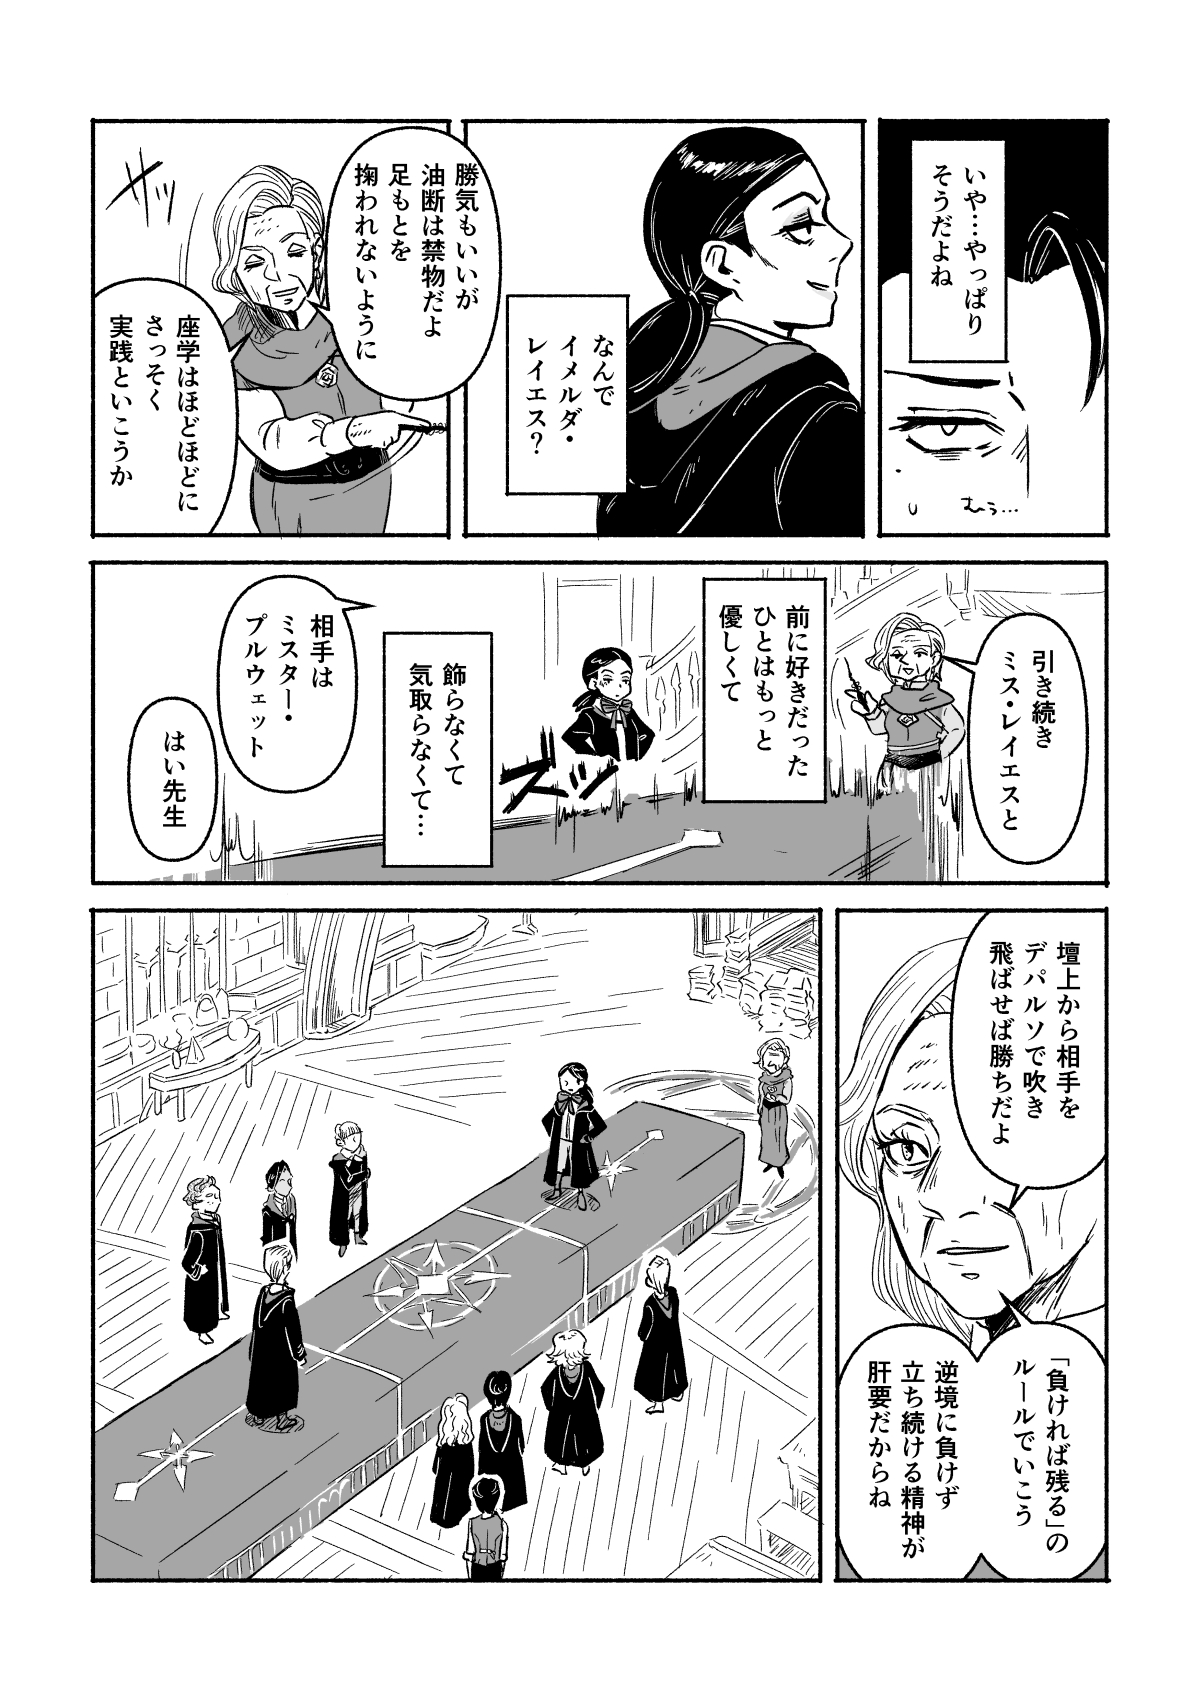 いや…やっぱり
そうだよね
むぅ…
なんで
イメルダ・
レイエス？
勝気もいいが
油断は禁物だよ
足もとを
掬われないように
ザッ
座学はほどほどに
さっそく
実践といこうか
引き続き
ミス・レイエスと
前に好きだった
ひとはもっと
優しくて
ズッ
飾らなくて
気取らなくて…
相手は
ミスター・
プルウェット
はい先生
壇上から相手を
デパルソで吹き
飛ばせば勝ちだよ
「負ければ残る」の
ルールでいこう
逆境に負けず
立ち続ける精神が
肝要だからね